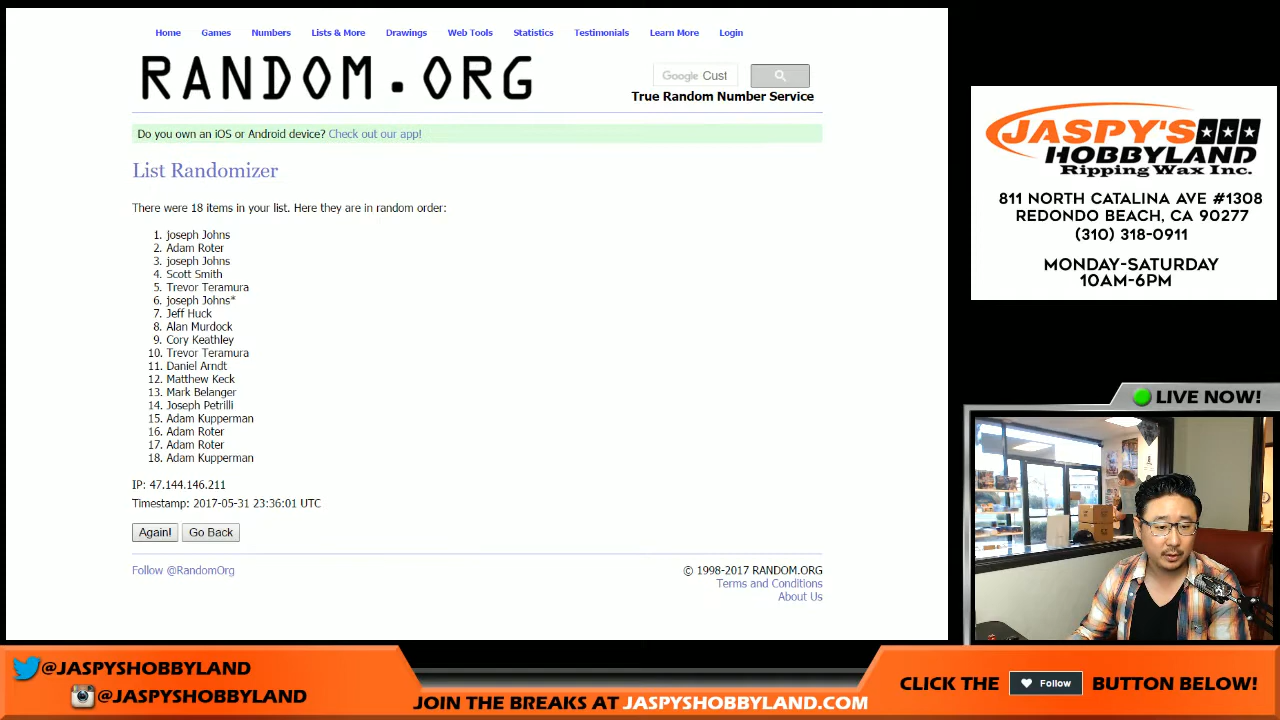 Home Games Numbers Lists & More Drawings Web Tools Statistics Testimonials Learn More Login
RANDOM.ORG
Google Cust
True Random Number Service
Do you own an iOS or Android device? Check out our app!
List Randomizer
There were 18 items in your list. Here they are in random order:
1. joseph Johns
2. Adam Roter
3. joseph Johns
4. Scott Smith
5. Trevor Teramura
6. joseph Johns*
7. Jeff Huck
8. Alan Murdock
9. Cory Keathley
10. Trevor Teramura
11. Daniel Arndt
12. Matthew Keck
13. Mark Belanger
14. Joseph Petrilli
15. Adam Kupperman
16. Adam Roter
17. Adam Roter
18. Adam Kupperman
IP: 47.144.146.211
Timestamp: 2017-05-31 23:36:01 UTC
Again! Go Back
Follow @RandomOrg
© 1998-2017 RANDOM.ORG
Terms and Conditions
About Us
JASPY'S
HOBBYLAND
Ripping Wax Inc.
811 NORTH CATALINA AVE #1308
REDONDO BEACH, CA 90277
(310) 318-0911
MONDAY-SATURDAY
10AM-6PM
LIVE NOW!
@JASPYSHOBBYLAND
@JASPYSHOBBYLAND
JOIN THE BREAKS AT JASPYSHOBBYLAND.COM
CLICK THE Follow BUTTON BELOW!